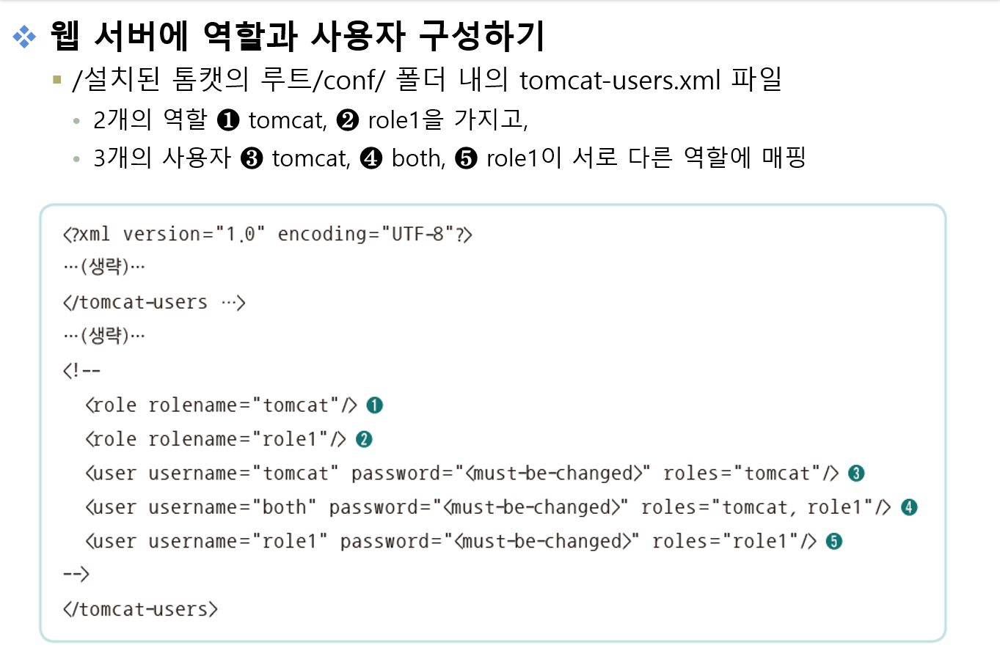 ❖ 웹 서버에 역할과 사용자 구성하기
▪ /설치된 톰캣의 루트/conf/ 폴더 내의 tomcat-users.xml 파일
• 2개의 역할 ❶ tomcat, ❷ role1을 가지고,
• 3개의 사용자 ❸ tomcat, ❹ both, ❺ role1이 서로 다른 역할에 매핑
<?xml version="1.0" encoding="UTF-8"?>
…(생략)…
</tomcat-users …>
…(생략)…
<!--
<role rolename="tomcat"/> ❶
<role rolename="role1"/> ❷
<user username="tomcat" password="<must-be-changed>" roles="tomcat"/> ❸
<user username="both" password="<must-be-changed>" roles="tomcat, role1"/> ❹
<user username="role1" password="<must-be-changed>" roles="role1"/> ❺
-->
</tomcat-users>